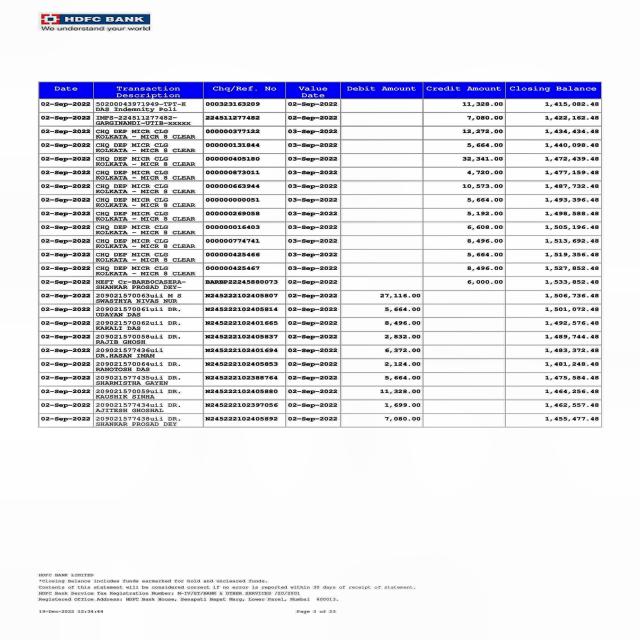 HDFC BANK
We understand your world
Date Transaction Description Chq/Ref. No Value Date Debit Amount Credit Amount Closing Balance
02-Sep-2022 50200043971949-TPT-H DAS Indemnity Poli 000323163209 02-Sep-2022 11,328.00 1,415,082.48
02-Sep-2022 IMPS-224511277482-GARGINANDI-UTIB-xxxxx 224511277482 02-Sep-2022 7,080.00 1,422,162.48
02-Sep-2022 CHQ DEP MICR CLG KOLKATA - MICR 8 CLEAR 000000377122 03-Sep-2022 12,272.00 1,434,434.48
02-Sep-2022 CHQ DEP MICR CLG KOLKATA - MICR 8 CLEAR 000000131844 03-Sep-2022 5,664.00 1,440,098.48
02-Sep-2022 CHQ DEP MICR CLG KOLKATA - MICR 8 CLEAR 000000405180 03-Sep-2022 32,341.00 1,472,439.48
02-Sep-2022 CHQ DEP MICR CLG KOLKATA - MICR 8 CLEAR 000000873011 03-Sep-2022 4,720.00 1,477,159.48
02-Sep-2022 CHQ DEP MICR CLG KOLKATA - MICR 8 CLEAR 000000663944 03-Sep-2022 10,573.00 1,487,732.48
02-Sep-2022 CHQ DEP MICR CLG KOLKATA - MICR 8 CLEAR 000000000051 03-Sep-2022 5,664.00 1,493,396.48
02-Sep-2022 CHQ DEP MICR CLG KOLKATA - MICR 8 CLEAR 000000269058 03-Sep-2022 5,192.00 1,498,588.48
02-Sep-2022 CHQ DEP MICR CLG KOLKATA - MICR 8 CLEAR 000000016403 03-Sep-2022 6,608.00 1,505,196.48
02-Sep-2022 CHQ DEP MICR CLG KOLKATA - MICR 8 CLEAR 000000774741 03-Sep-2022 8,496.00 1,513,692.48
02-Sep-2022 CHQ DEP MICR CLG KOLKATA - MICR 8 CLEAR 000000425466 03-Sep-2022 5,664.00 1,519,356.48
02-Sep-2022 CHQ DEP MICR CLG KOLKATA - MICR 8 CLEAR 000000425467 03-Sep-2022 8,496.00 1,527,852.48
02-Sep-2022 NEFT Cr-BARB0CASERA-SHANKAR PROSAD DEY- BARBP22245880073 02-Sep-2022 6,000.00 1,533,852.48
02-Sep-2022 209021570063uii M S SWASTHYA NIVAS NUR N245222102405807 02-Sep-2022 27,116.00 1,506,736.48
02-Sep-2022 209021570061uii DR. UDAYAN DAS N245222102405814 02-Sep-2022 5,664.00 1,501,072.48
02-Sep-2022 209021570062uii DR. KAKALI DAS N245222102401665 02-Sep-2022 8,496.00 1,492,576.48
02-Sep-2022 209021570058uii DR. RAJIB GHOSH N245222102405837 02-Sep-2022 2,832.00 1,489,744.48
02-Sep-2022 209021577436uii DR.HASAN IMAM N245222102401694 02-Sep-2022 6,372.00 1,483,372.48
02-Sep-2022 209021570064uii DR. RANOTOSH DAS N245222102405853 02-Sep-2022 2,124.00 1,481,248.48
02-Sep-2022 209021577435uii DR. SHARMISTHA GAYEN N245222102388764 02-Sep-2022 5,664.00 1,475,584.48
02-Sep-2022 209021570059uii DR. KAUSHIK SINHA N245222102405880 02-Sep-2022 11,328.00 1,464,256.48
02-Sep-2022 209021577434uii DR. AJITESH GHOSHAL N245222102397056 02-Sep-2022 1,699.00 1,462,557.48
02-Sep-2022 209021577438uii DR. SHANKAR PROSAD DEY N245222102405892 02-Sep-2022 7,080.00 1,455,477.48
HDFC BANK LIMITED
*Closing Balance includes funds earmarked for Hold and uncleared funds.
Contents of this statement will be considered correct if no error is reported within 30 days of receipt of statement.
HDFC Bank Service Tax Registration Number: M-IV/ST/BANK & OTHER SERVICES /20/2001
Registered Office Address: HDFC Bank House, Senapati Bapat Marg, Lower Parel, Mumbai 400013.
19-Dec-2022 12:34:44 Page 3 of 23